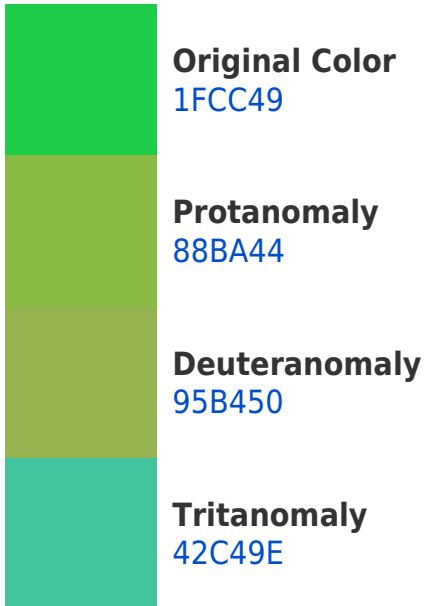 Original Color
1FCC49
Protanomaly
88BA44
Deuteranomaly
95B450
Tritanomaly
42C49E